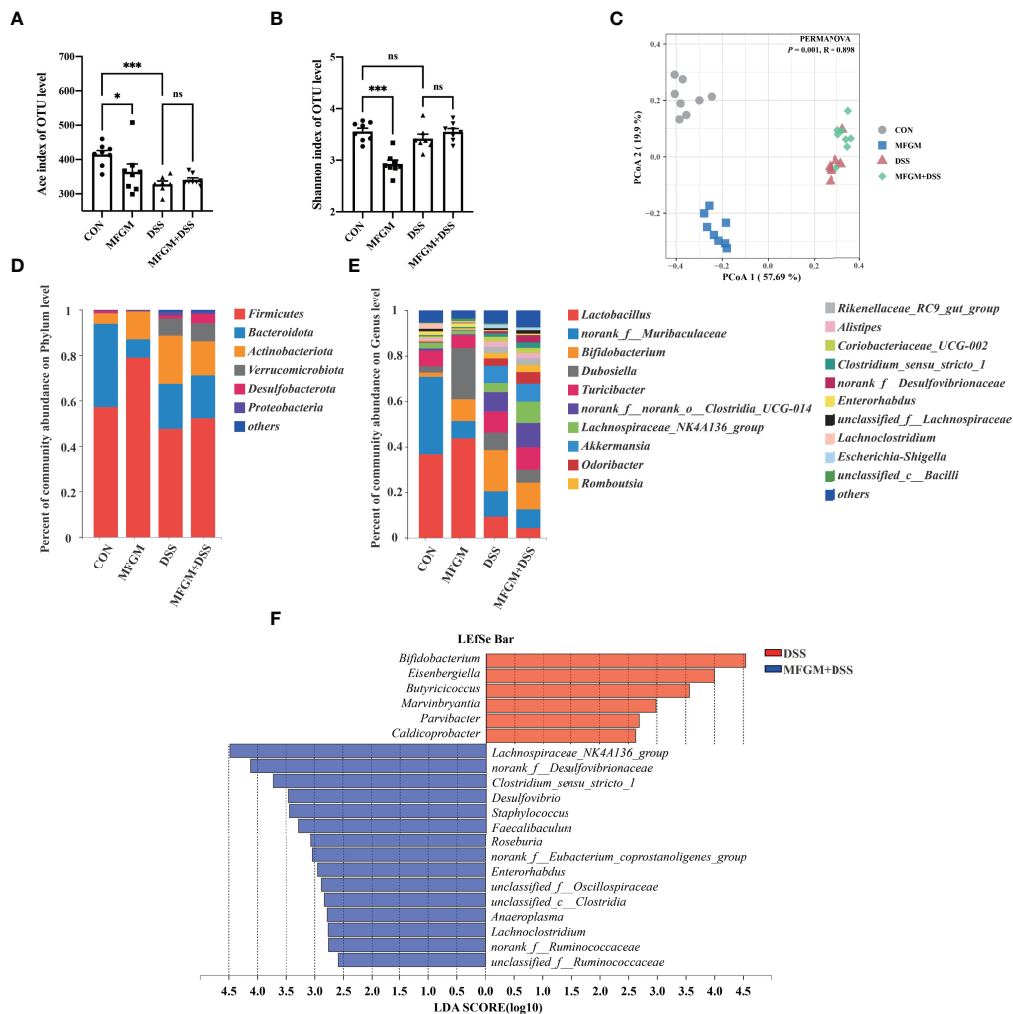 A
Ace index of OTU level
700
600
500
400
300
***
*
ns
CON
MFGM
DSS
MFGM+DSS
B
Shannon index of OTU level
5
4
3
2
ns
***
ns
CON
MFGM
DSS
MFGM+DSS
C
PERMANOVA
P = 0.001, R = 0.898
PCoA 2 ( 19.9 %)
0.4
0.2
0.0
−0.2
−0.4
−0.2
0.0
0.2
0.4
PCoA 1 ( 57.69 %)
CON
MFGM
DSS
MFGM+DSS
D
Percent of community abundance on Phylum level
1
0.8
0.6
0.4
0.2
0
CON
MFGM
DSS
MFGM+DSS
Firmicutes
Bacteroidota
Actinobacteriota
Verrucomicrobiota
Desulfobacterota
Proteobacteria
others
E
Percent of community abundance on Genus level
1
0.8
0.6
0.4
0.2
0
CON
MFGM
DSS
MFGM+DSS
Lactobacillus
norank_f_Muribaculaceae
Bifidobacterium
Dubosiella
Turicibacter
norank_f__norank_o__Clostridia_UCG-014
Lachnospiraceae_NK4A136_group
Akkermansia
Odoribacter
Romboutsia
Rikenellaceae_RC9_gut_group
Alistipes
Coriobacteriaceae_UCG-002
Clostridium_sensu_stricto_1
norank_f__Desulfovibrionaceae
Enterorhabdus
unclassified_f__Lachnospiraceae
Lachnoclostridium
Escherichia-Shigella
unclassified_c__Bacilli
others
F
LEfSe Bar
DSS
MFGM+DSS
Bifidobacterium
Eisenbergiella
Butyricicoccus
Marvinbryantia
Parvibacter
Caldicoprobacter
Lachnospiraceae_NK4A136_group
norank_f__Desulfovibrionaceae
Clostridium_sensu_stricto_1
Desulfovibrio
Staphylococcus
Faecalibaculum
Roseburia
norank_f__Eubacterium_coprostanoligenes_group
Enterorhabdus
unclassified_f__Oscillospiraceae
unclassified_c__Clostridia
Anaeroplasma
Lachnoclostridium
norank_f__Ruminococcaceae
unclassified_f__Ruminococcaceae
4.5 4.0 3.5 3.0 2.5 2.0 1.5 1.0 0.5 0.0 0.5 1.0 1.5 2.0 2.5 3.0 3.5 4.0 4.5
LDA SCORE(log10)